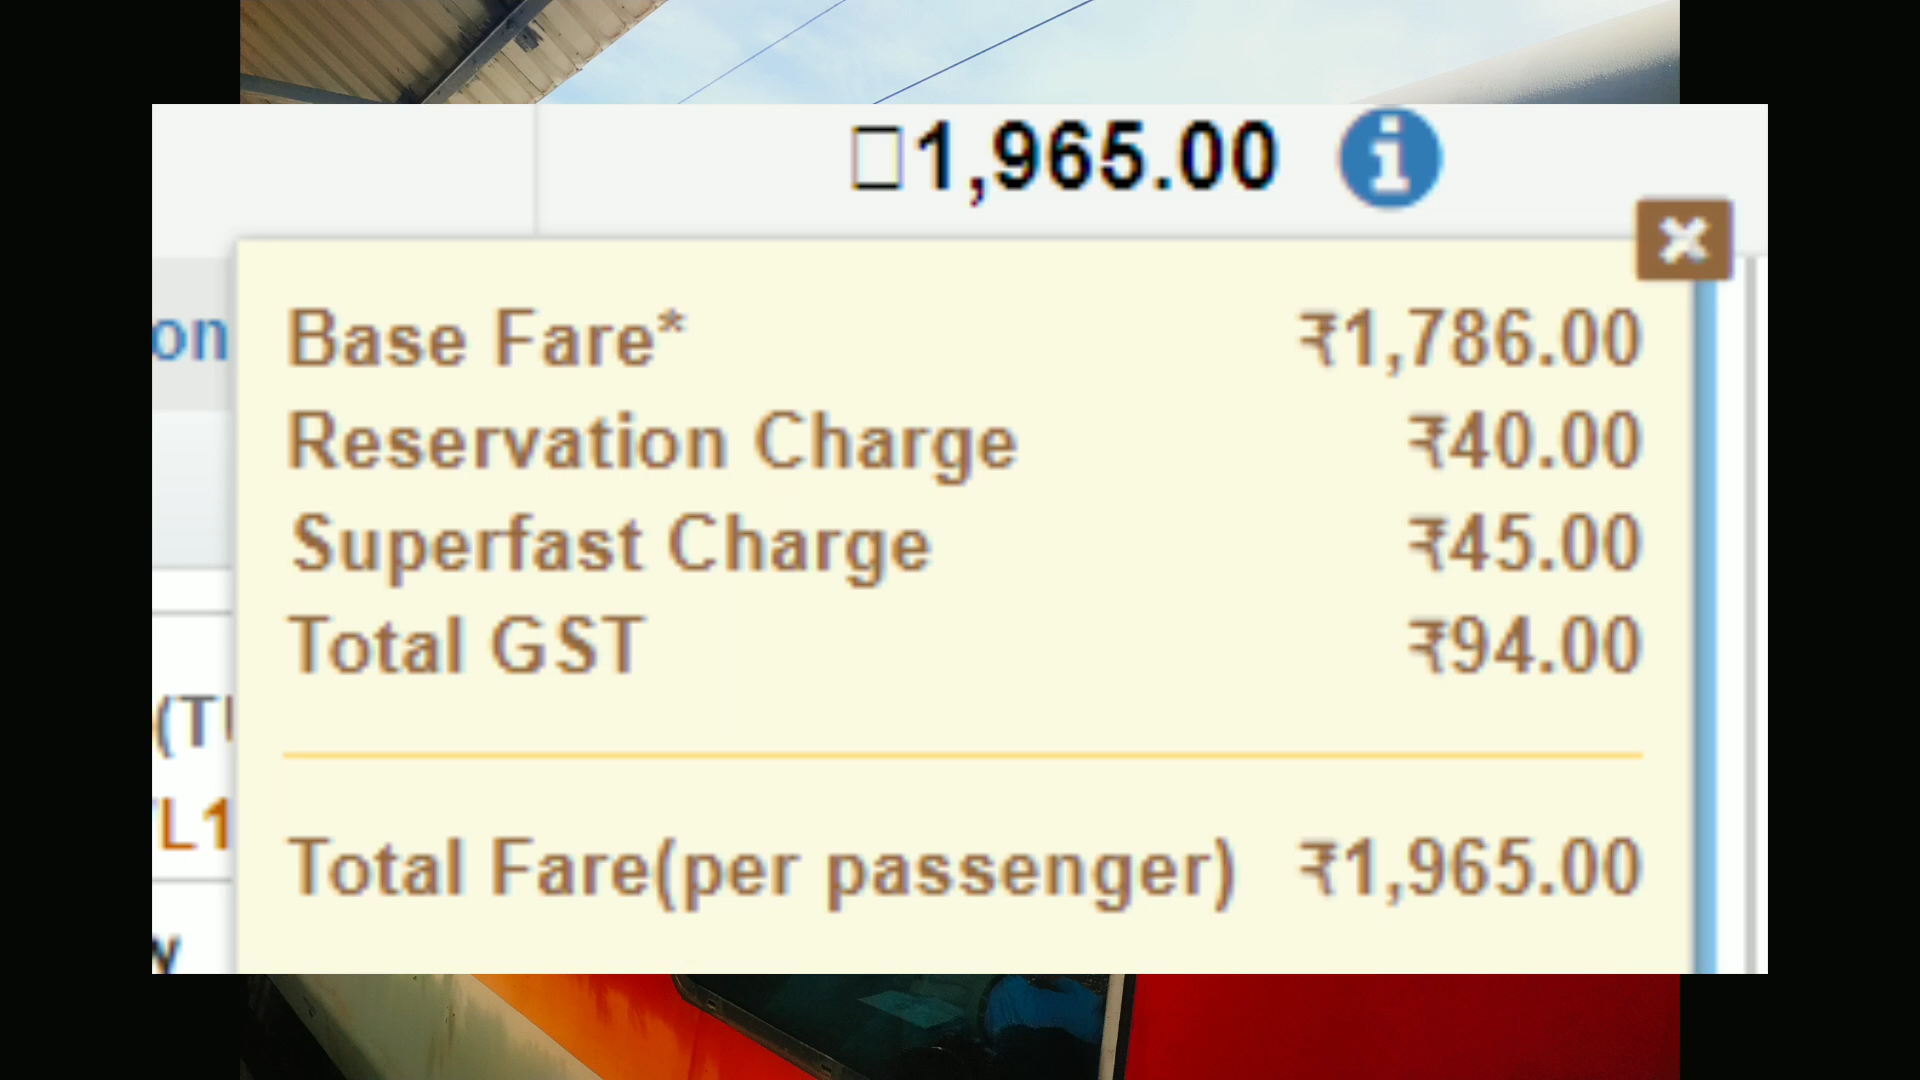 □1,965.00 i
on
Base Fare* ₹1,786.00
Reservation Charge ₹40.00
Superfast Charge ₹45.00
Total GST ₹94.00
(T
L1
Total Fare(per passenger) ₹1,965.00
y